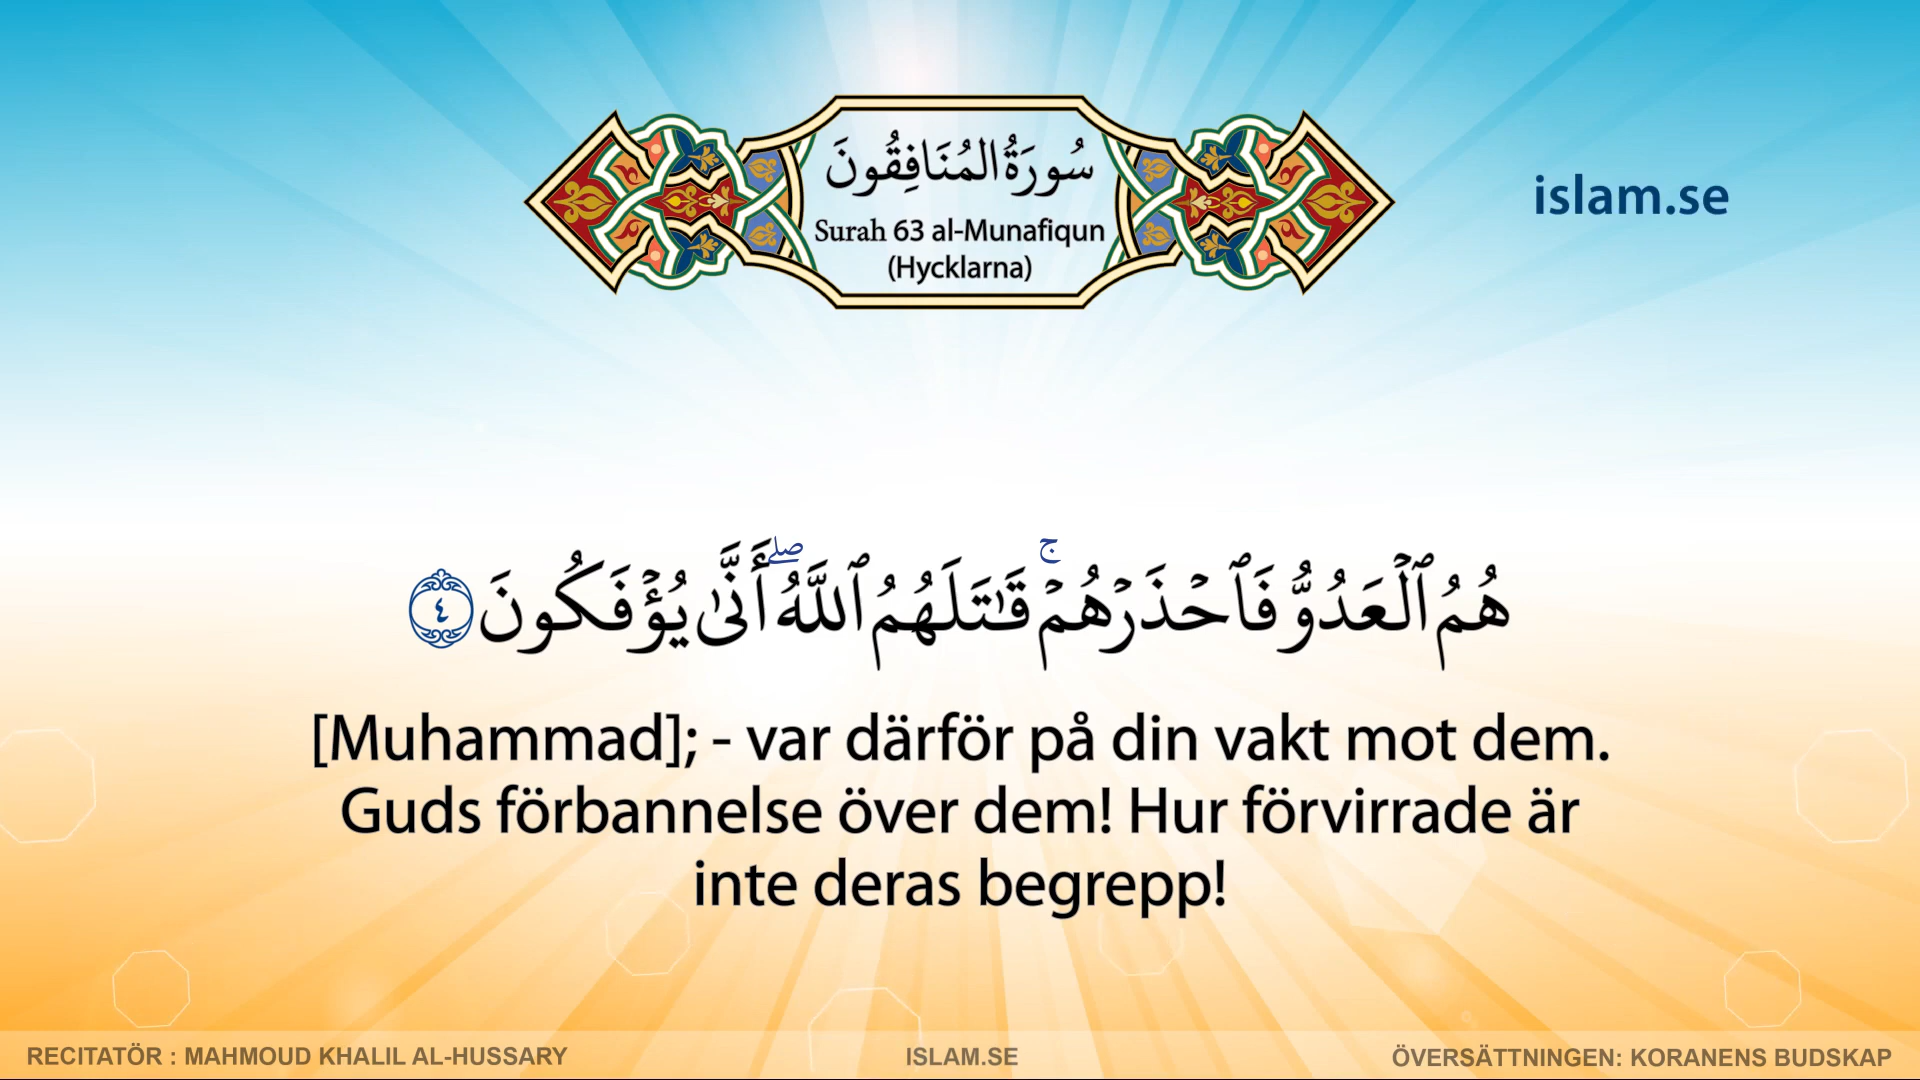 سُورَةُ المُنَافِقُونَ
Surah 63 al-Munafiqun
(Hycklarna)
islam.se
هُمُ ٱلۡعَدُوُّ فَٱحۡذَرۡهُمۡۚ قَٰتَلَهُمُ ٱللَّهُۖ أَنَّىٰ يُؤۡفَكُونَ ٤
[Muhammad]; - var därför på din vakt mot dem.
Guds förbannelse över dem! Hur förvirrade är
inte deras begrepp!
RECITATÖR : MAHMOUD KHALIL AL-HUSSARY
ISLAM.SE
ÖVERSÄTTNINGEN: KORANENS BUDSKAP